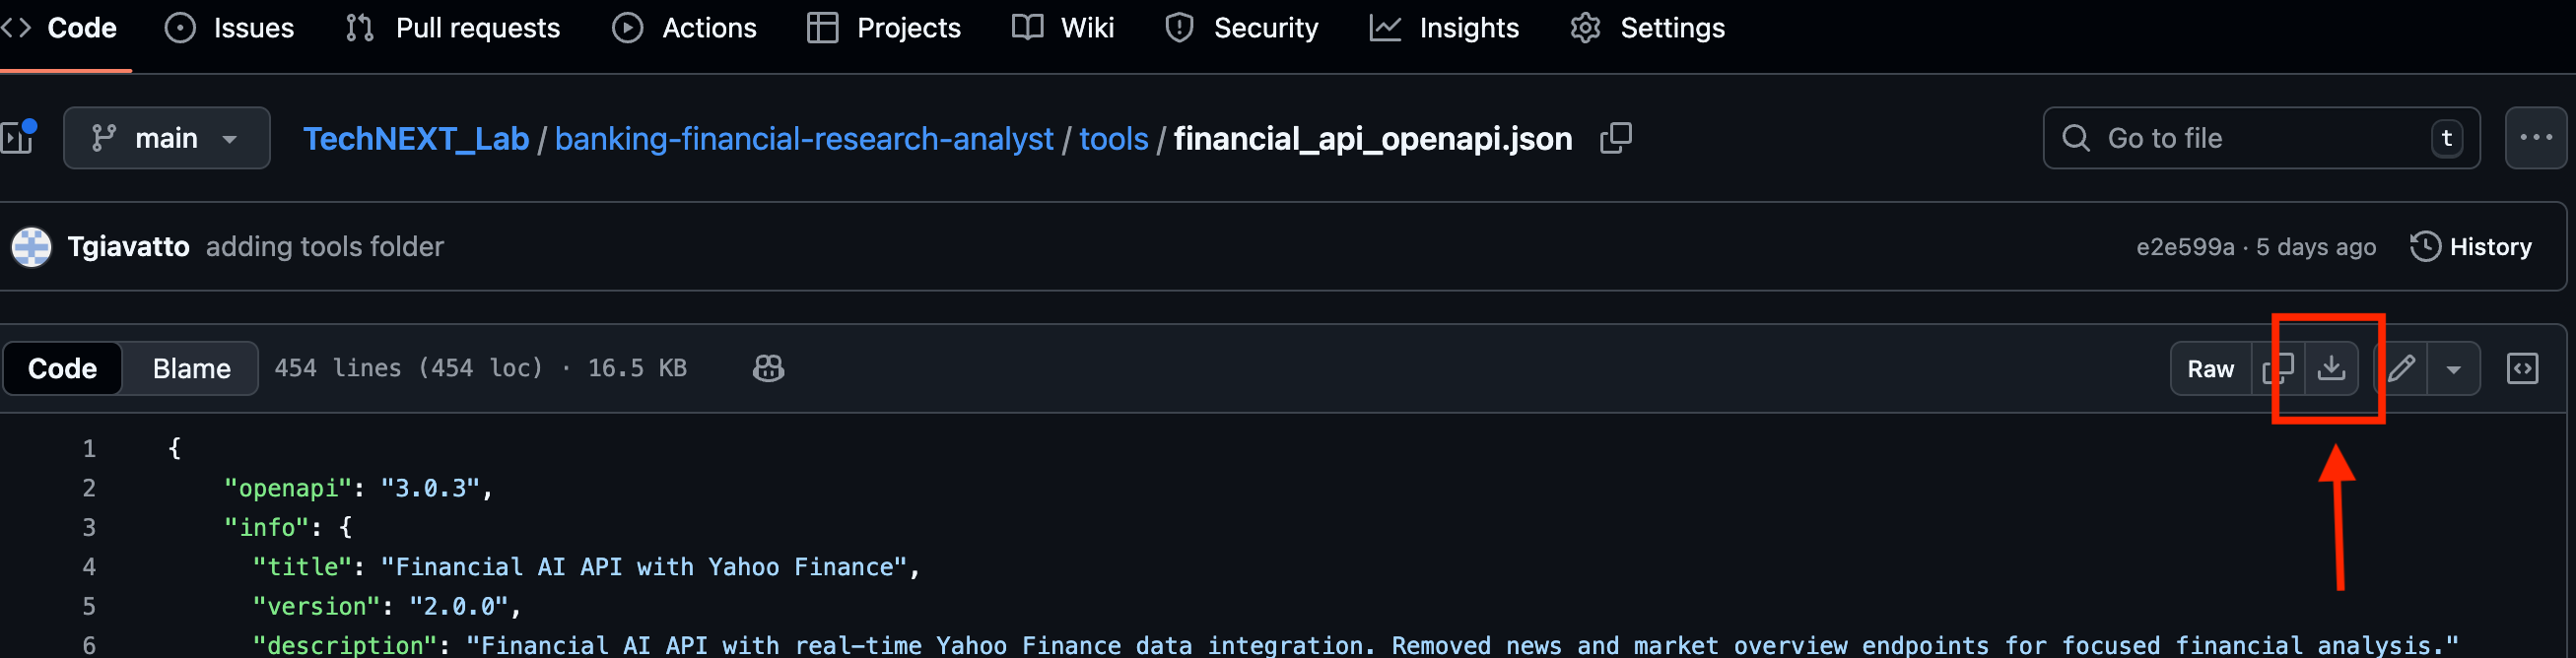 Code Issues Pull requests Actions Projects Wiki Security Insights Settings
main TechNEXT_Lab / banking-financial-research-analyst / tools / financial_api_openapi.json Go to file t
Tgiavatto adding tools folder e2e599a · 5 days ago History
Code Blame 454 lines (454 loc) · 16.5 KB Raw
1 {
2 "openapi": "3.0.3",
3 "info": {
4 "title": "Financial AI API with Yahoo Finance",
5 "version": "2.0.0",
6 "description": "Financial AI API with real-time Yahoo Finance data integration. Removed news and market overview endpoints for focused financial analysis."